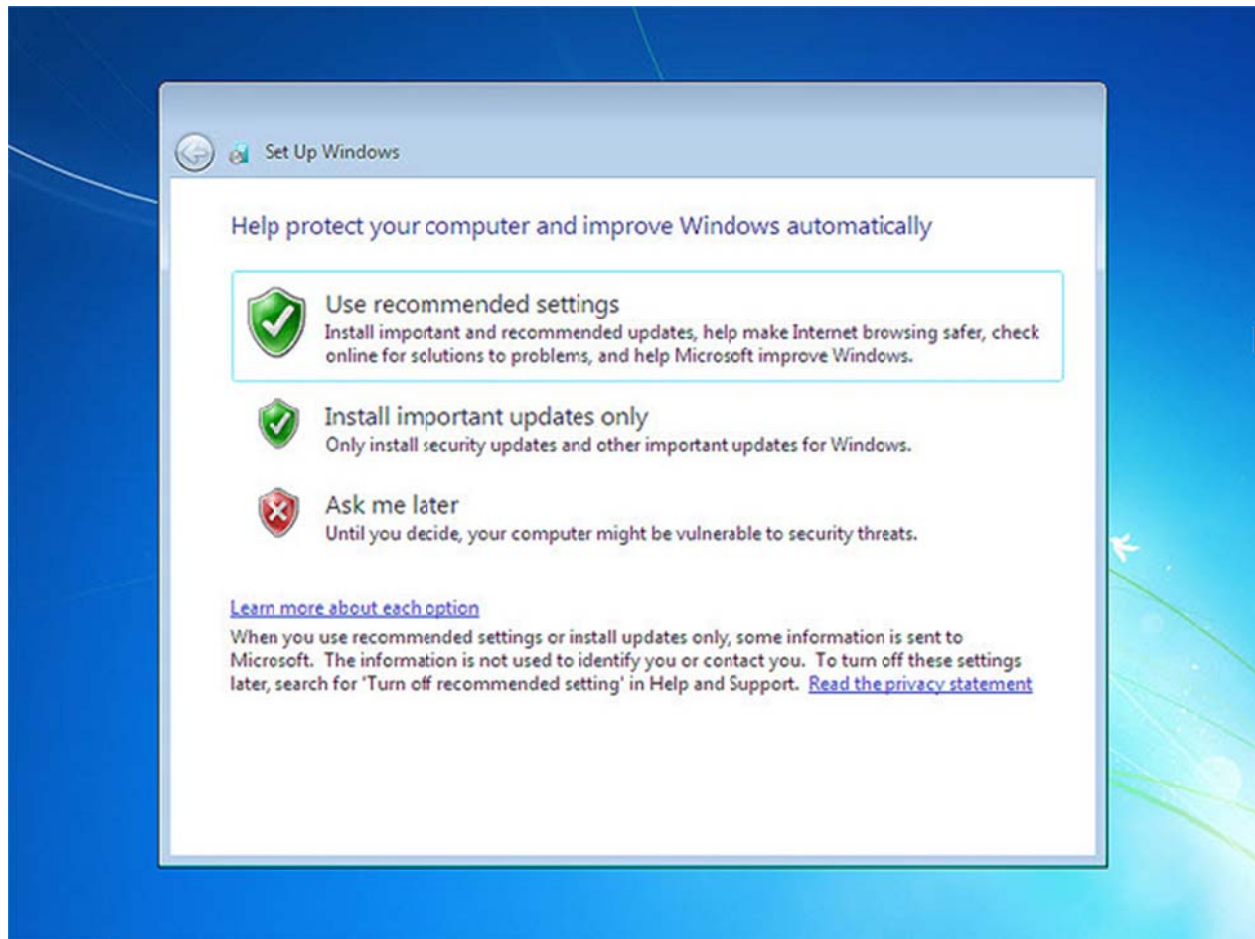 Set Up Windows
Help protect your computer and improve Windows automatically
Use recommended settings
Install important and recommended updates, help make Internet browsing safer, check
online for solutions to problems, and help Microsoft improve Windows.
Install important updates only
Only install security updates and other important updates for Windows.
Ask me later
Until you decide, your computer might be vulnerable to security threats.
Learn more about each option
When you use recommended settings or install updates only, some information is sent to
Microsoft. The information is not used to identify you or contact you. To turn off these settings
later, search for 'Turn off recommended setting' in Help and Support. Read the privacy statement